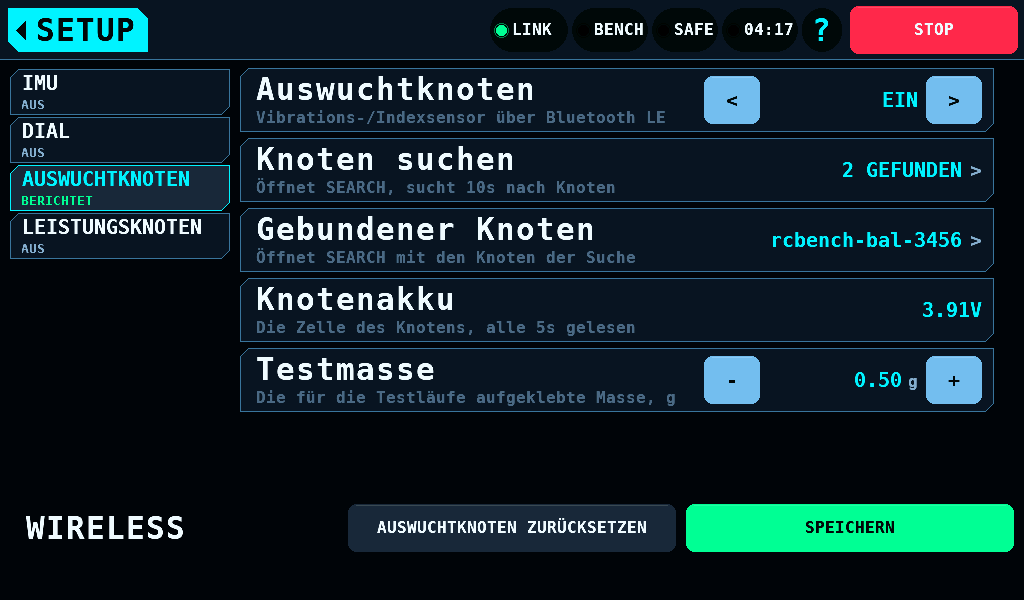 SETUP
LINK
BENCH
SAFE
04:17
?
STOP
IMU
AUS
DIAL
AUS
AUSWUCHTKNOTEN
BERICHTET
LEISTUNGSKNOTEN
AUS
Auswuchtknoten
Vibrations-/Indexsensor über Bluetooth LE
<
EIN
>
Knoten suchen
Öffnet SEARCH, sucht 10s nach Knoten
2 GEFUNDEN >
Gebundener Knoten
Öffnet SEARCH mit den Knoten der Suche
rcbench-bal-3456 >
Knotenakku
Die Zelle des Knotens, alle 5s gelesen
3.91V
Testmasse
Die für die Testläufe aufgeklebte Masse, g
-
0.50 g
+
WIRELESS
AUSWUCHTKNOTEN ZURÜCKSETZEN
SPEICHERN